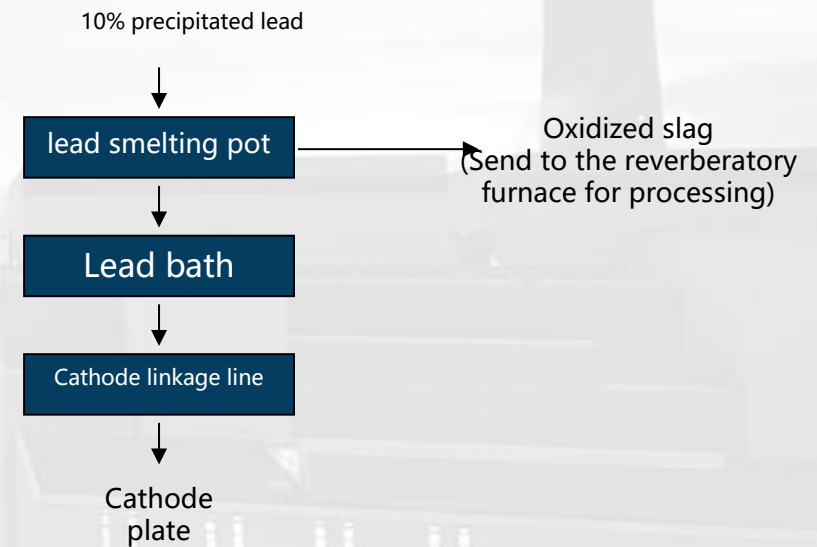 10% precipitated lead
lead smelting pot
Oxidized slag
(Send to the reverberatory
furnace for processing)
Lead bath
Cathode linkage line
Cathode
plate